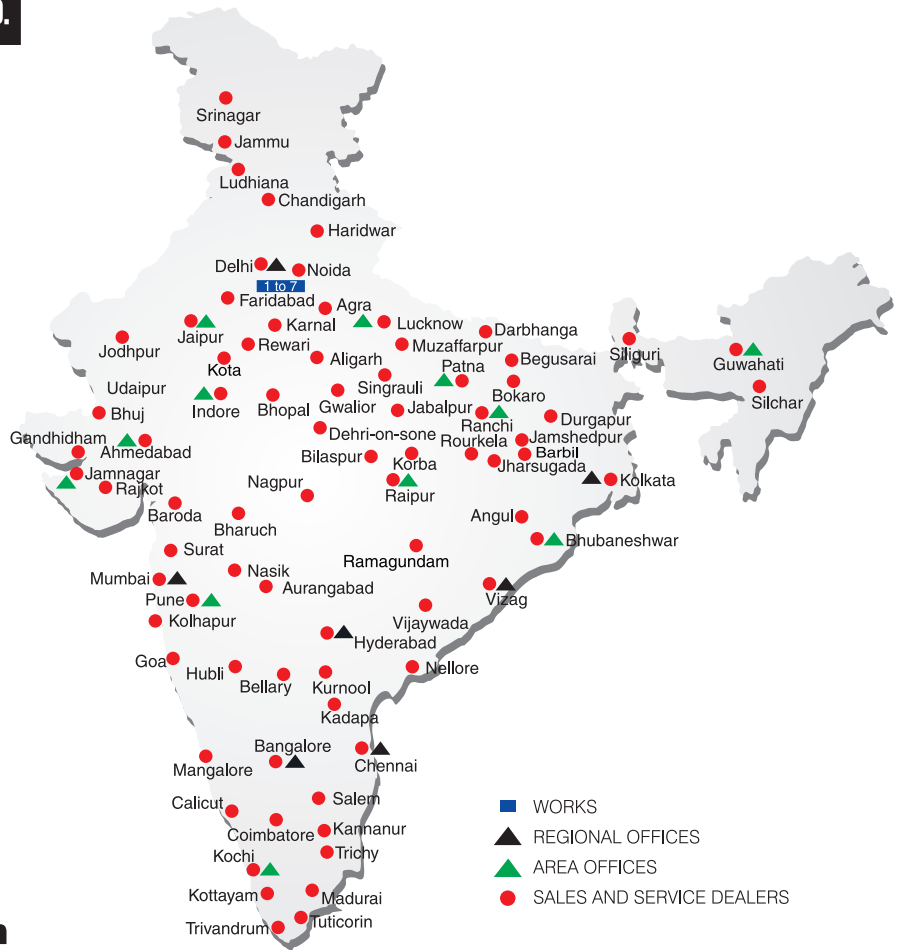 Srinagar
Jammu
Ludhiana
Chandigarh
Haridwar
Delhi
Noida
1 to 7
Faridabad
Agra
Jaipur
Karnal
Lucknow
Darbhanga
Jodhpur
Rewari
Muzaffarpur
Siliguri
Kota
Aligarh
Begusarai
Guwahati
Patna
Udaipur
Singrauli
Bokaro
Silchar
Indore
Bhopal
Gwalior
Jabalpur
Bhuj
Ranchi
Durgapur
Gandhidham
Ahmedabad
Dehri-on-sone
Rourkela
Jamshedpur
Bilaspur
Korba
Barbil
Jharsugada
Jamnagar
Rajkot
Nagpur
Raipur
Kolkata
Baroda
Bharuch
Angul
Bhubaneshwar
Surat
Ramagundam
Nasik
Mumbai
Aurangabad
Pune
Vizag
Kolhapur
Vijaywada
Hyderabad
Goa
Hubli
Nellore
Bellary
Kurnool
Kadapa
Bangalore
Mangalore
Chennai
Calicut
Salem
Coimbatore
Kannanur
Kochi
Trichy
Kottayam
Madurai
Trivandrum
Tuticorin
WORKS
REGIONAL OFFICES
AREA OFFICES
SALES AND SERVICE DEALERS